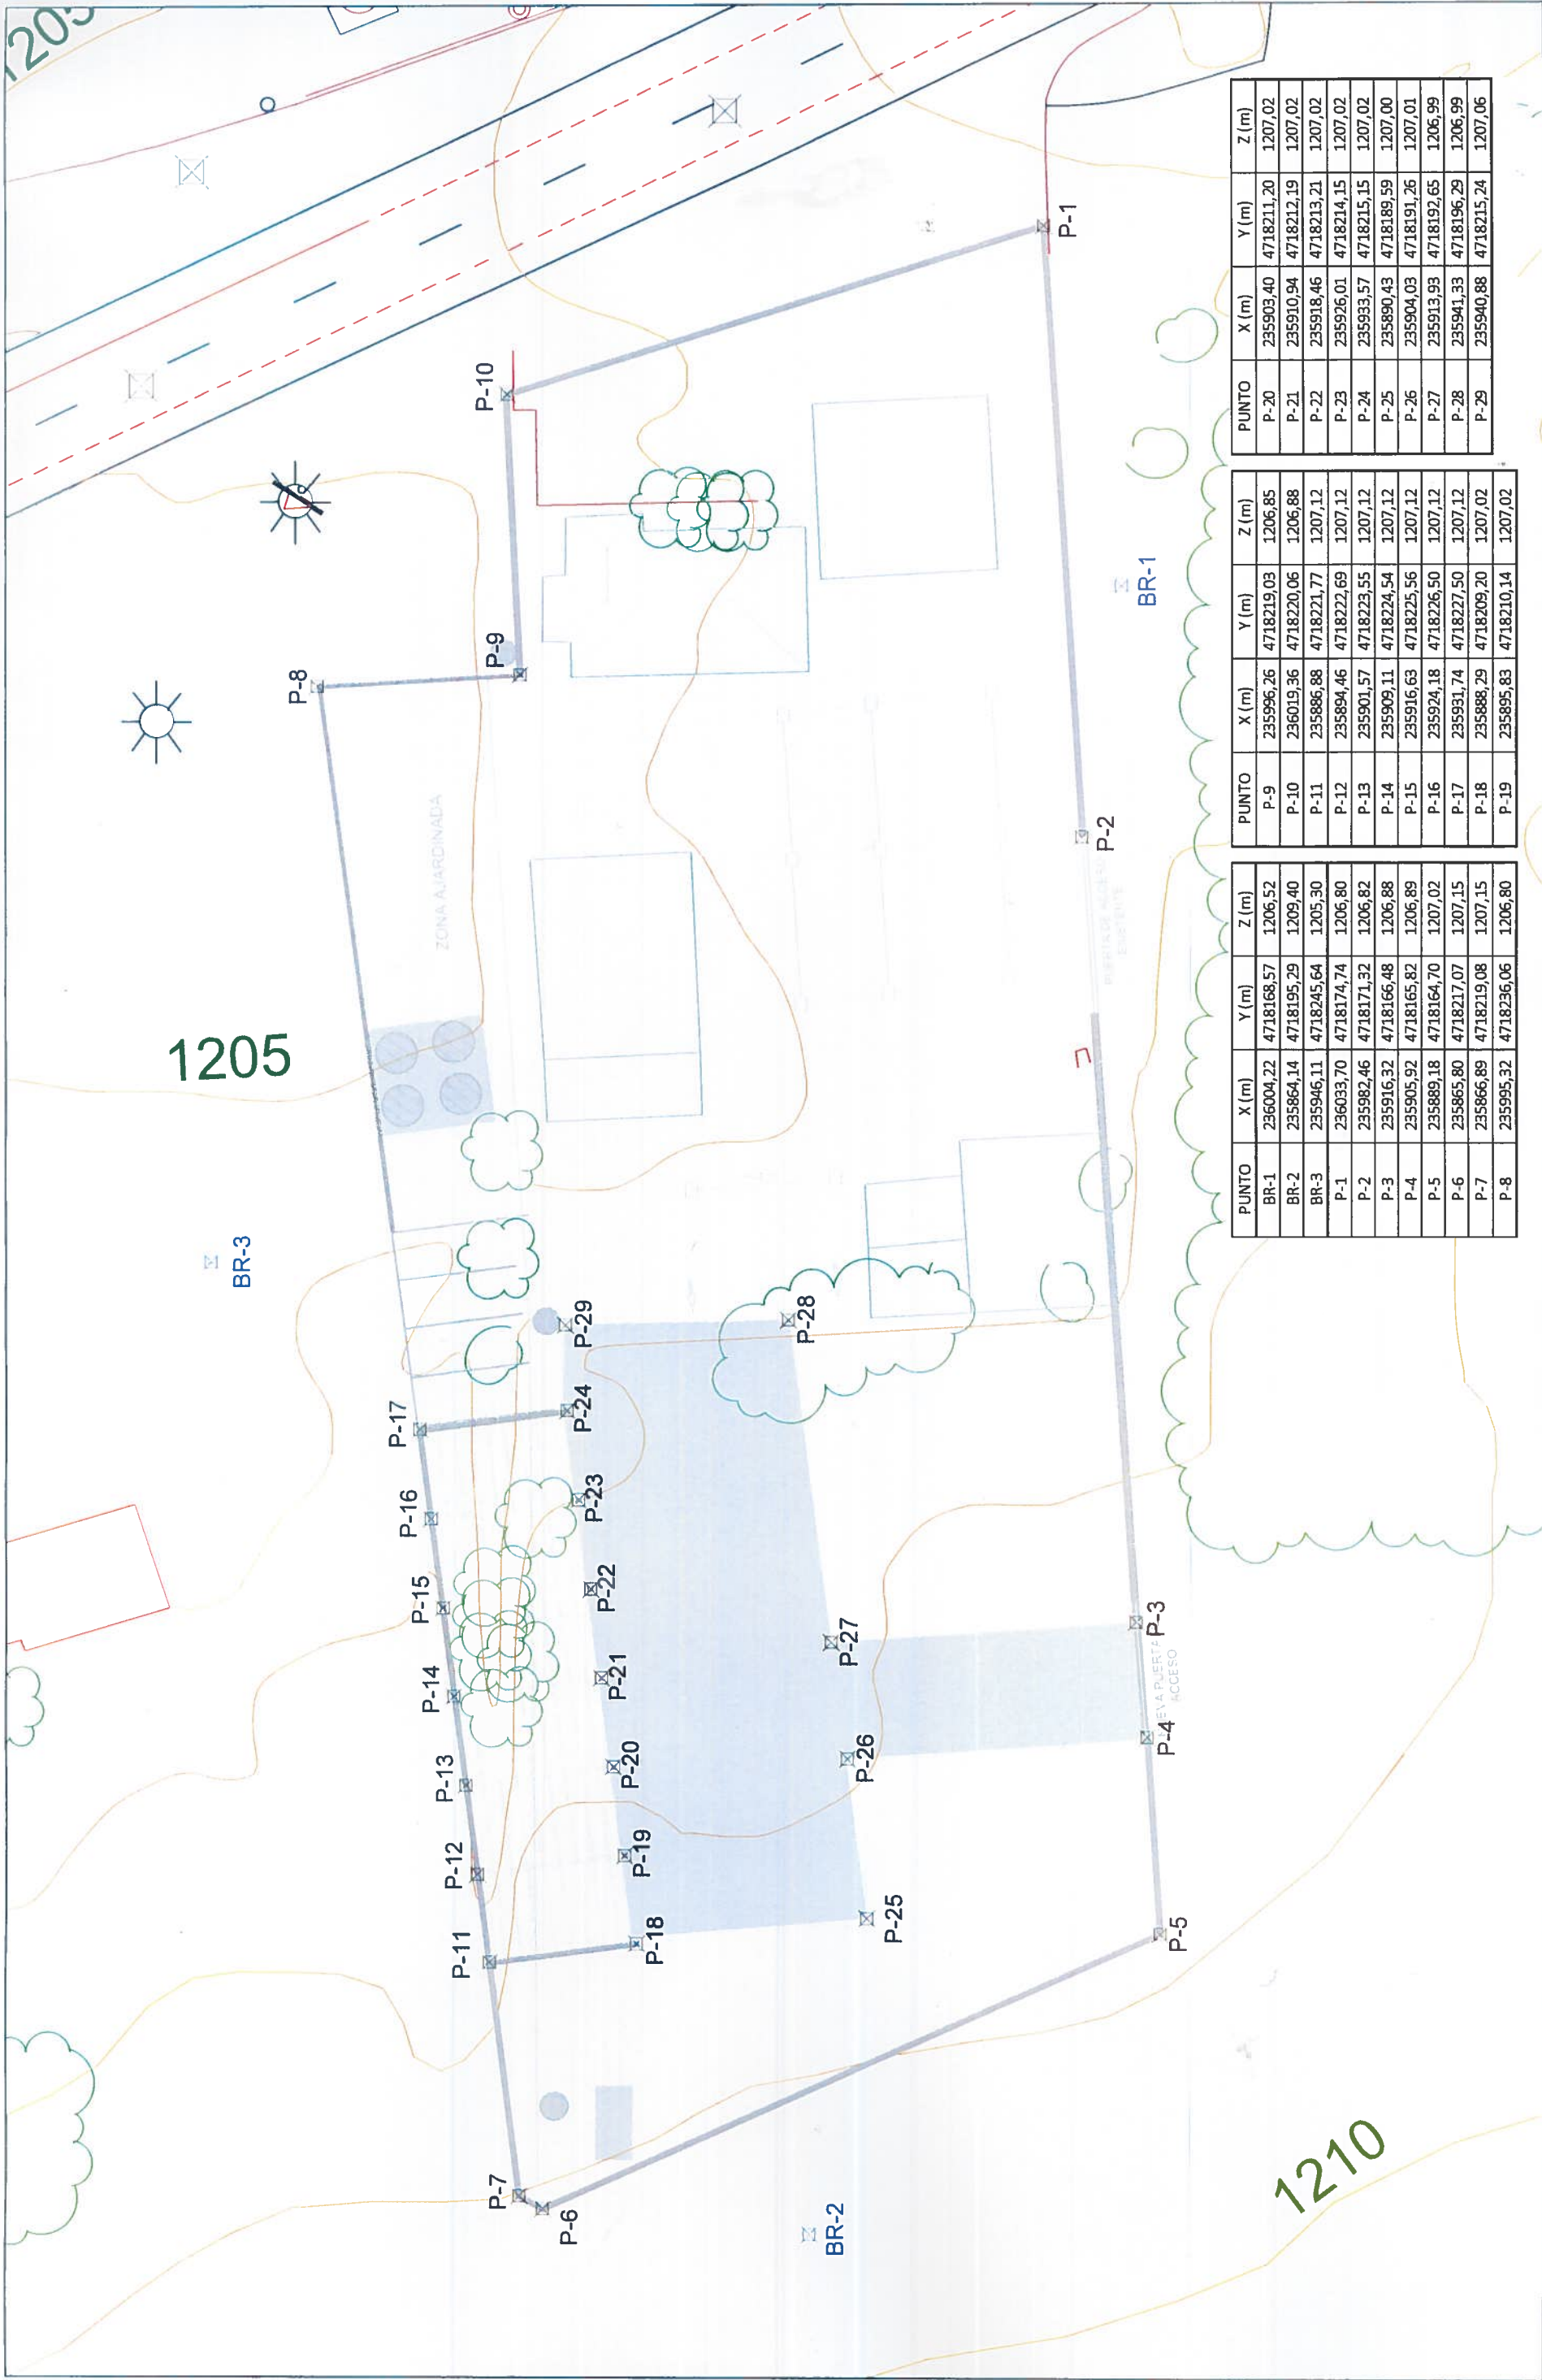 1205
P-10
P-1
P-8
P-9
ZONA AJARDINADA
BR-1
P-2
PUERTA DE ACCESO
EXISTENTE
1205
BR-3
P-29
P-28
P-17
P-24
P-16
P-23
P-15
P-22
P-14
P-21
P-27
P-3
P-13
P-20
P-26
P-4
PUERTA
ACCESO
P-12
P-19
P-11
P-18
P-25
P-5
P-7
P-6
BR-2
1210
PUNTO X (m) Y (m) Z (m)
BR-1 236004,22 4718168,57 1206,52
BR-2 235864,14 4718195,29 1209,40
BR-3 235946,11 4718245,64 1205,30
P-1 236033,70 4718174,74 1206,80
P-2 235982,46 4718171,32 1206,82
P-3 235916,32 4718166,48 1206,88
P-4 235905,92 4718165,82 1206,89
P-5 235889,18 4718164,70 1207,02
P-6 235865,80 4718217,07 1207,15
P-7 235866,89 4718219,08 1207,15
P-8 235995,32 4718236,06 1206,80
PUNTO X (m) Y (m) Z (m)
P-9 235996,26 4718219,03 1206,85
P-10 236019,36 4718220,06 1206,88
P-11 235886,88 4718221,77 1207,12
P-12 235894,46 4718222,69 1207,12
P-13 235901,57 4718223,55 1207,12
P-14 235909,11 4718224,54 1207,12
P-15 235916,63 4718225,56 1207,12
P-16 235924,18 4718226,50 1207,12
P-17 235931,74 4718227,50 1207,12
P-18 235888,29 4718209,20 1207,02
P-19 235895,83 4718210,14 1207,02
PUNTO X (m) Y (m) Z (m)
P-20 235903,40 4718211,20 1207,02
P-21 235910,94 4718212,19 1207,02
P-22 235918,46 4718213,21 1207,02
P-23 235926,01 4718214,15 1207,02
P-24 235933,57 4718215,15 1207,02
P-25 235890,43 4718189,59 1207,00
P-26 235904,03 4718191,26 1207,01
P-27 235913,93 4718192,65 1206,99
P-28 235941,33 4718196,29 1206,99
P-29 235940,88 4718215,24 1207,06